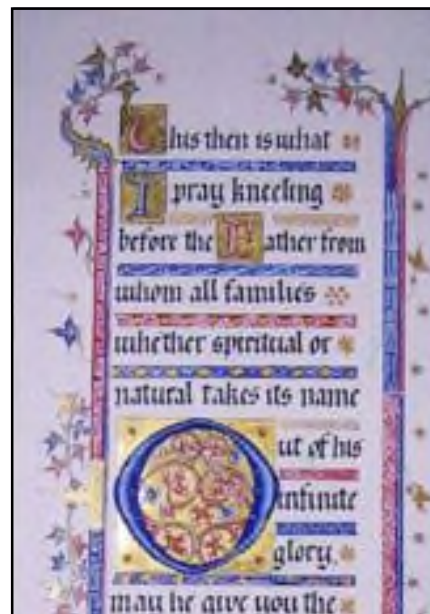 This then is what
I pray kneeling
before the Father from
whom all families
whether spiritual or
natural takes its name
Out of his
infinite
glory,
may he give you the